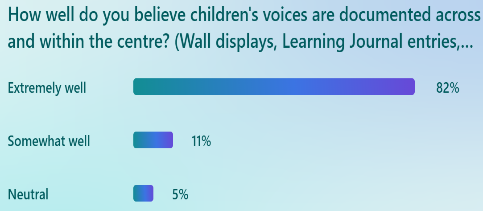 How well do you believe children's voices are documented across
and within the centre? (Wall displays, Learning Journal entries,...
Extremely well 82%
Somewhat well 11%
Neutral 5%